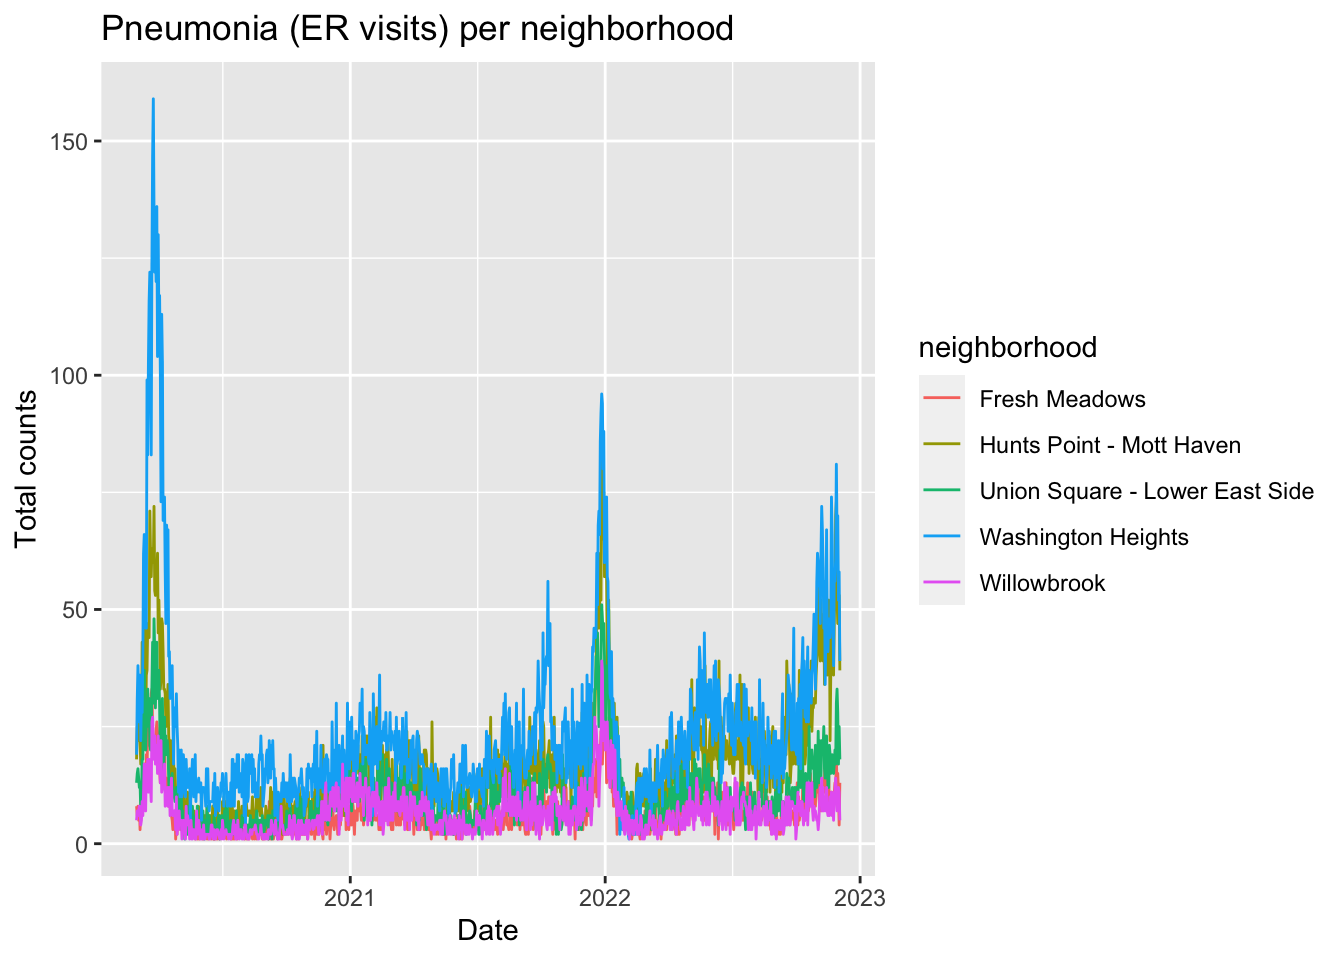 Pneumonia (ER visits) per neighborhood
Total counts
150
100
50
0
2021
2022
2023
Date
neighborhood
Fresh Meadows
Hunts Point - Mott Haven
Union Square - Lower East Side
Washington Heights
Willowbrook